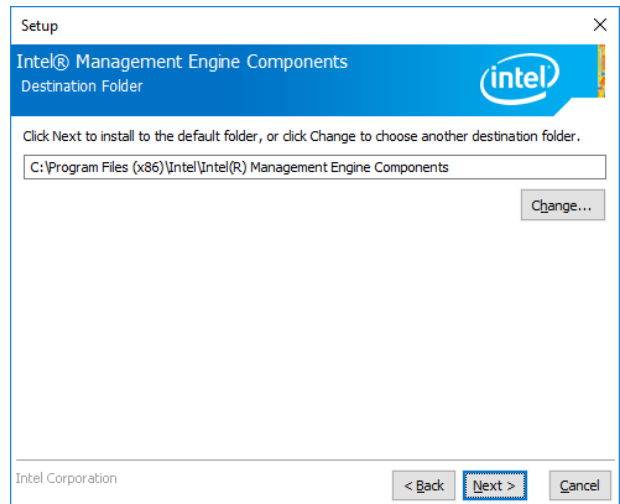 Setup
Intel® Management Engine Components
Destination Folder
intel
Click Next to install to the default folder, or click Change to choose another destination folder.
C:\Program Files (x86)\Intel\Intel(R) Management Engine Components
Change...
Intel Corporation
< Back Next > Cancel